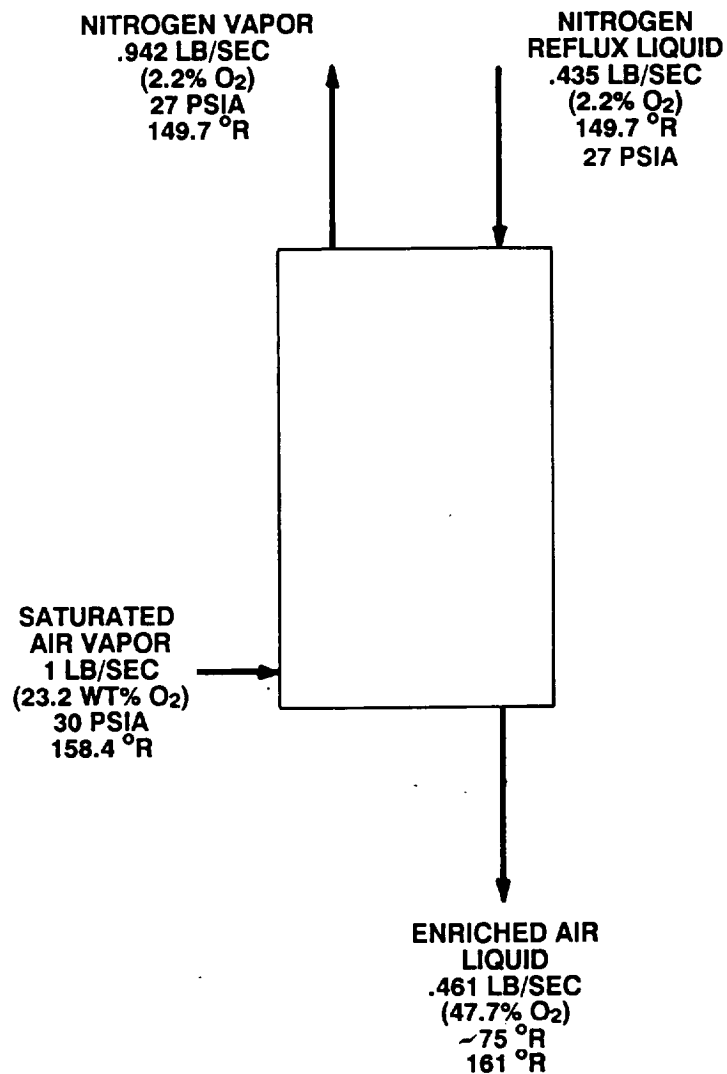 NITROGEN VAPOR
.942 LB/SEC
(2.2% O2)
27 PSIA
149.7 °R
NITROGEN
REFLUX LIQUID
.435 LB/SEC
(2.2% O2)
149.7 °R
27 PSIA
SATURATED
AIR VAPOR
1 LB/SEC
(23.2 WT% O2)
30 PSIA
158.4 °R
ENRICHED AIR
LIQUID
.461 LB/SEC
(47.7% O2)
~75 °R
161 °R